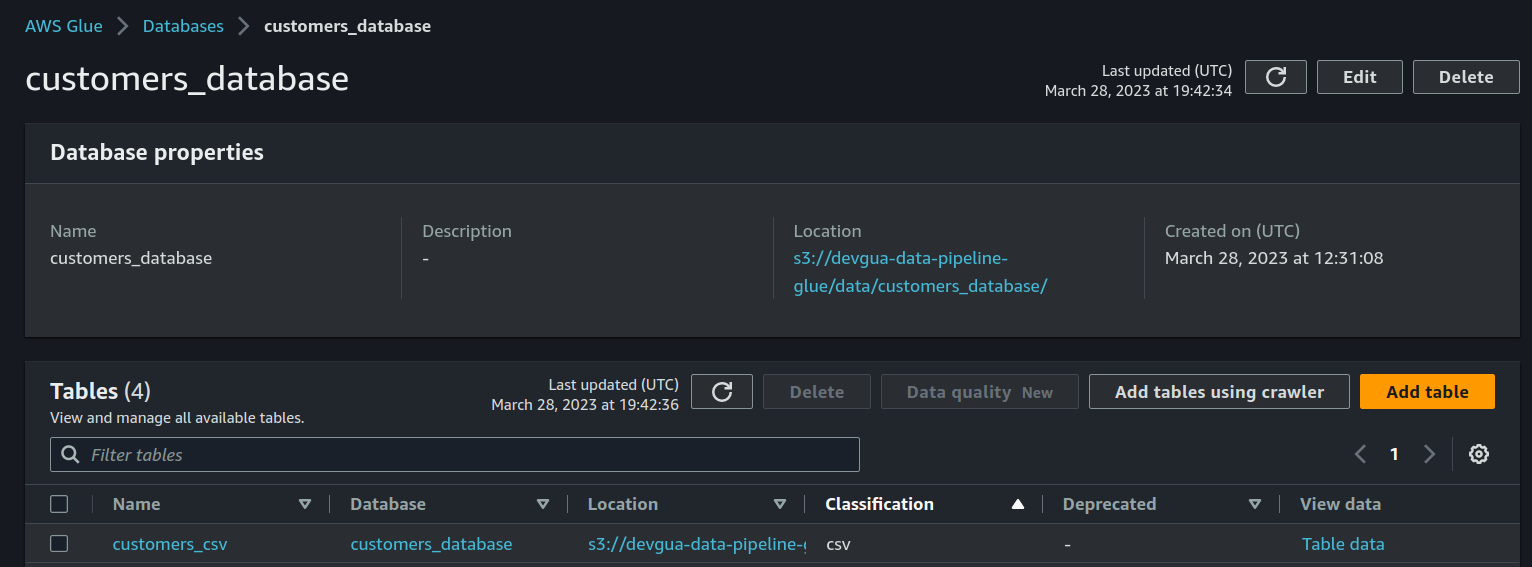 AWS Glue > Databases > customers_database
customers_database
Last updated (UTC)
March 28, 2023 at 19:42:34
Edit
Delete
Database properties
Name
customers_database
Description
-
Location
s3://devgua-data-pipeline-
glue/data/customers_database/
Created on (UTC)
March 28, 2023 at 12:31:08
Tables (4)
View and manage all available tables.
Last updated (UTC)
March 28, 2023 at 19:42:36
Delete
Data quality New
Add tables using crawler
Add table
Filter tables
1
Name Database Location Classification Deprecated View data
customers_csv customers_database s3://devgua-data-pipeline- csv - Table data